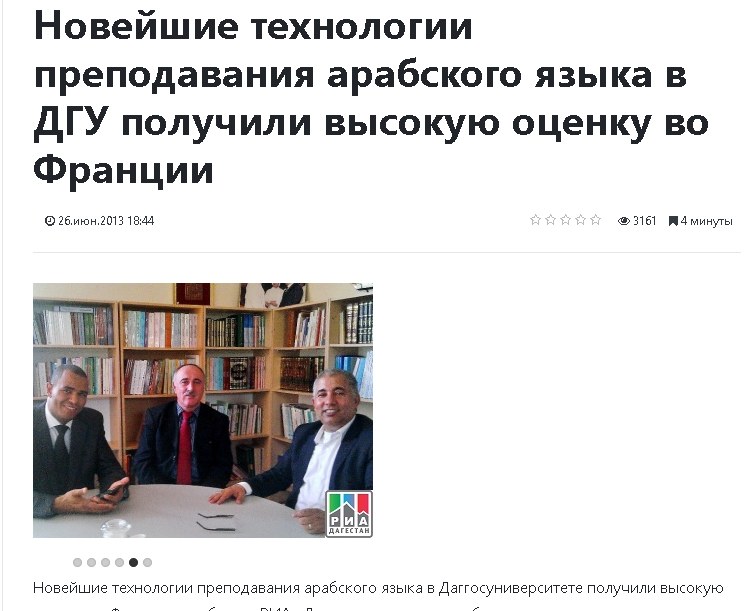 Новейшие технологии
преподавания арабского языка в
ДГУ получили высокую оценку во
Франции
26.июн.2013 18:44
3161
4 минуты
РИА
ДАГЕСТАН
Новейшие технологии преподавания арабского языка в Даггосуниверситете получили высокую